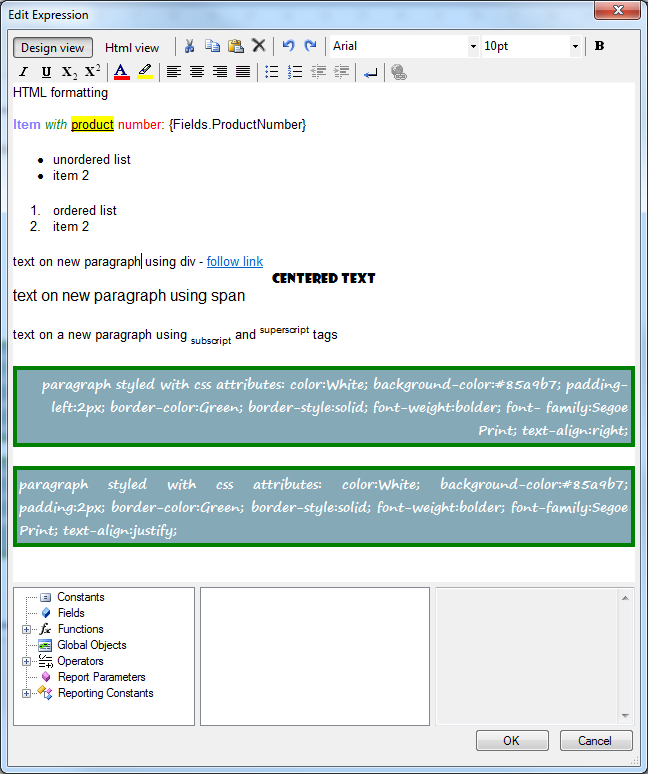 Edit Expression
Design view Html view Arial 10pt B
I U X2 X2 A
HTML formatting
Item with product number: {Fields.ProductNumber}
• unordered list
• item 2
1. ordered list
2. item 2
text on new paragraph using div - follow link
CENTERED TEXT
text on new paragraph using span
text on a new paragraph using subscript and superscript tags
paragraph styled with css attributes: color:White; background-color:#85a9b7; padding-
left:2px; border-color:Green; border-style:solid; font-weight:bolder; font- family:Segoe
Print; text-align:right;
paragraph styled with css attributes: color:White; background-color:#85a9b7;
padding:2px; border-color:Green; border-style:solid; font-weight:bolder; font-family:Segoe
Print; text-align:justify;
Constants
Fields
fx Functions
Global Objects
Operators
Report Parameters
Reporting Constants
OK Cancel